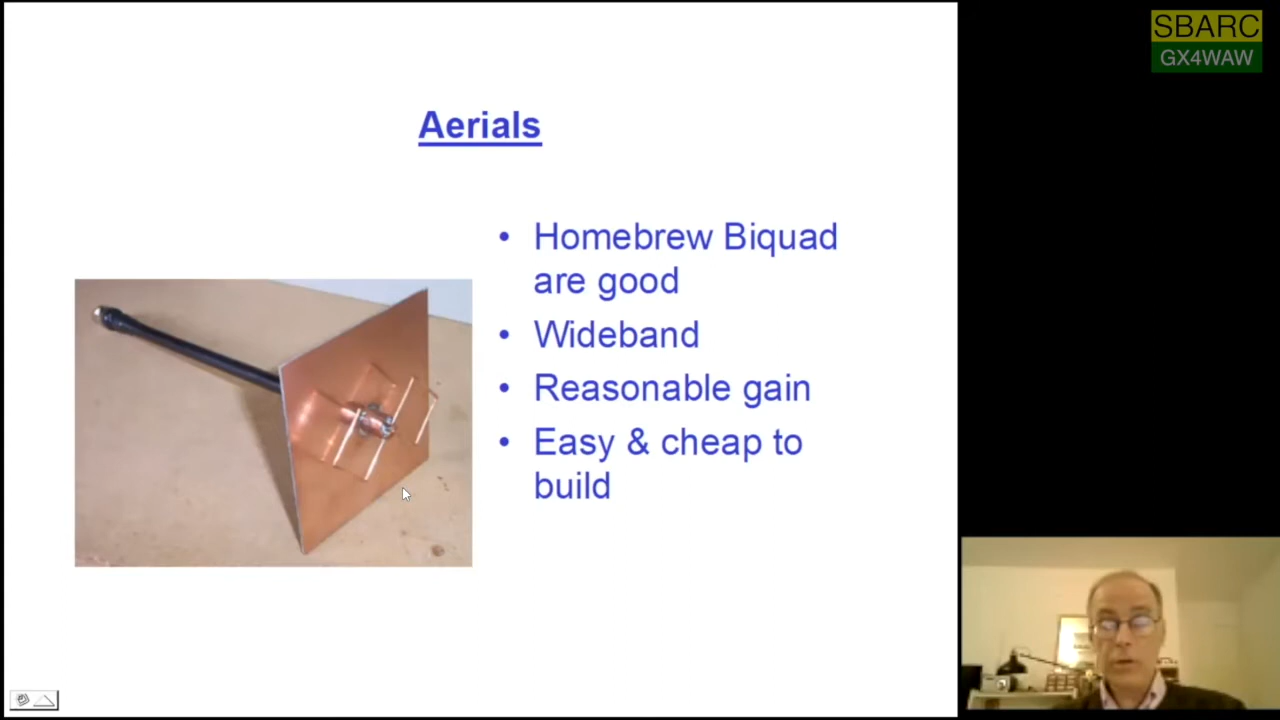 SBARC
GX4WAW
Aerials
• Homebrew Biquad
are good
• Wideband
• Reasonable gain
• Easy & cheap to
build